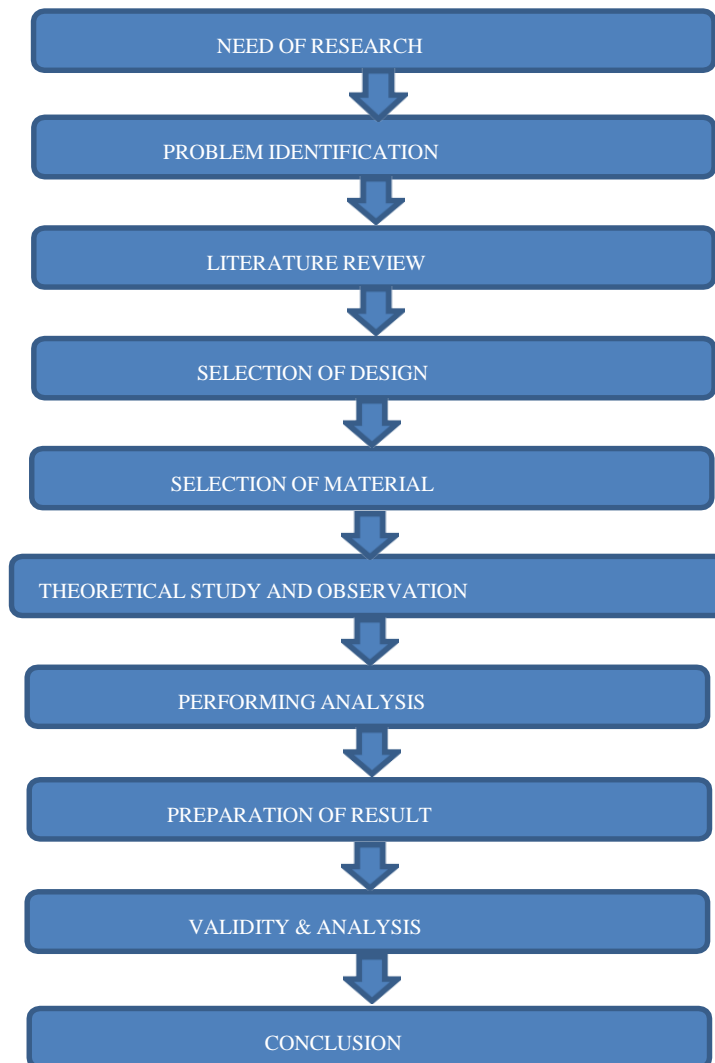 NEED OF RESEARCH
PROBLEM IDENTIFICATION
LITERATURE REVIEW
SELECTION OF DESIGN
SELECTION OF MATERIAL
THEORETICAL STUDY AND OBSERVATION
PERFORMING ANALYSIS
PREPARATION OF RESULT
VALIDITY & ANALYSIS
CONCLUSION